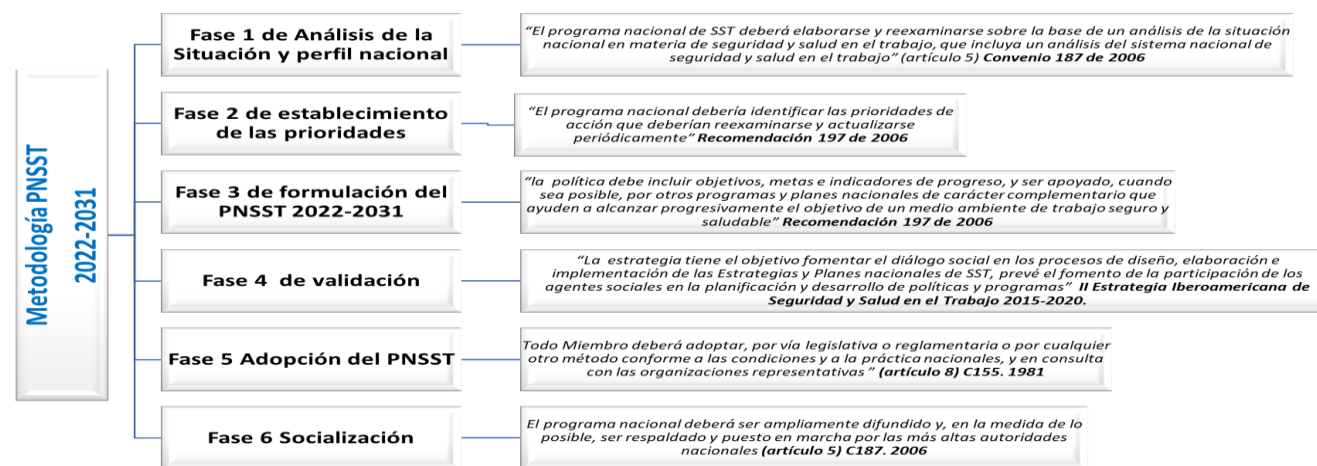 Metodología PNSST
2022-2031
Fase 1 de Análisis de la
Situación y perfil nacional
“El programa nacional de SST deberá elaborarse y reexaminarse sobre la base de un análisis de la situación
nacional en materia de seguridad y salud en el trabajo, que incluya un análisis del sistema nacional de
seguridad y salud en el trabajo” (artículo 5) Convenio 187 de 2006
Fase 2 de establecimiento
de las prioridades
“El programa nacional debería identificar las prioridades de
acción que deberían reexaminarse y actualizarse
periódicamente” Recomendación 197 de 2006
Fase 3 de formulación del
PNSST 2022-2031
“la política debe incluir objetivos, metas e indicadores de progreso, y ser apoyado, cuando
sea posible, por otros programas y planes nacionales de carácter complementario que
ayuden a alcanzar progresivamente el objetivo de un medio ambiente de trabajo seguro y
saludable” Recomendación 197 de 2006
Fase 4 de validación
“La estrategia tiene el objetivo fomentar el diálogo social en los procesos de diseño, elaboración e
implementación de las Estrategias y Planes nacionales de SST, prevé el fomento de la participación de los
agentes sociales en la planificación y desarrollo de políticas y programas” II Estrategia Iberoamericana de
Seguridad y Salud en el Trabajo 2015-2020.
Fase 5 Adopción del PNSST
Todo Miembro deberá adoptar, por vía legislativa o reglamentaria o por cualquier
otro método conforme a las condiciones y a la práctica nacionales, y en consulta
con las organizaciones representativas ” (artículo 8) C155. 1981
Fase 6 Socialización
El programa nacional deberá ser ampliamente difundido y, en la medida de lo
posible, ser respaldado y puesto en marcha por las más altas autoridades
nacionales (artículo 5) C187. 2006